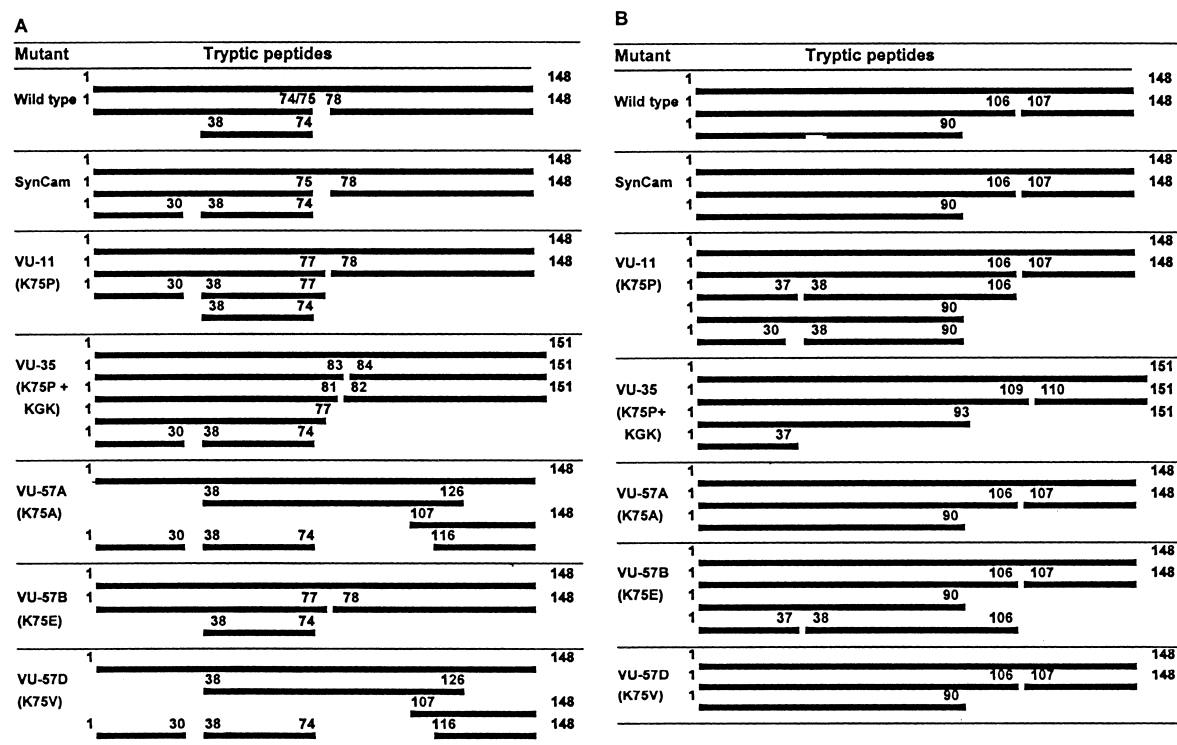 A
Mutant Tryptic peptides
1 148
Wild type 1 74/75 78 148
38 74
1 148
SynCam 1 75 78 148
1 30 38 74
1 148
VU-11 1 77 78 148
(K75P) 1 30 38 77
38 74
1 151
VU-35 1 83 84 151
(K75P + 1 81 82 151
KGK) 1 77
1 30 38 74
1 148
VU-57A 38 126
(K75A) 107 148
1 30 38 74 116 148
1 148
VU-57B 1 77 78 148
(K75E) 38 74
1 148
VU-57D 38 126
(K75V) 107 148
1 30 38 74 116 148
B
Mutant Tryptic peptides
1 148
Wild type 1 106 107 148
1 90
1 148
SynCam 1 106 107 148
1 90
1 148
VU-11 1 106 107 148
(K75P) 1 37 38 106
1 90
1 30 38 90
1 151
VU-35 1 109 110 151
(K75P+ 1 93 151
KGK) 1 37
1 148
VU-57A 1 106 107 148
(K75A) 1 90
1 148
VU-57B 1 106 107 148
(K75E) 1 90
1 37 38 106
1 148
VU-57D 1 106 107 148
(K75V) 1 90